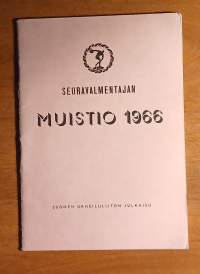 SEURAVALMENTAJAN
MUISTIO 1966
SUOMEN URHEILULIITON JULKAISU